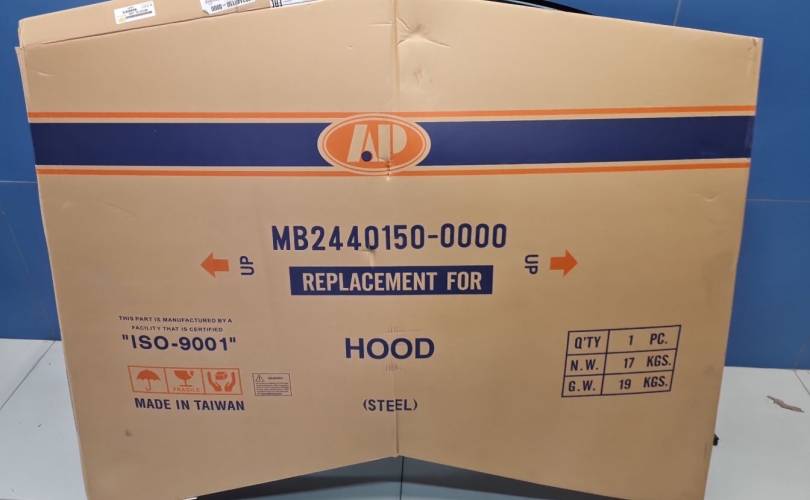 AP
MB2440150-0000
UP
UP
REPLACEMENT FOR
THIS PART IS MANUFACTURED BY A
FACILITY THAT IS CERTIFIED
"ISO-9001"
HOOD
Q'TY 1 PC.
N.W. 17 KGS.
G.W. 19 KGS.
FRAGILE
MADE IN TAIWAN
(STEEL)